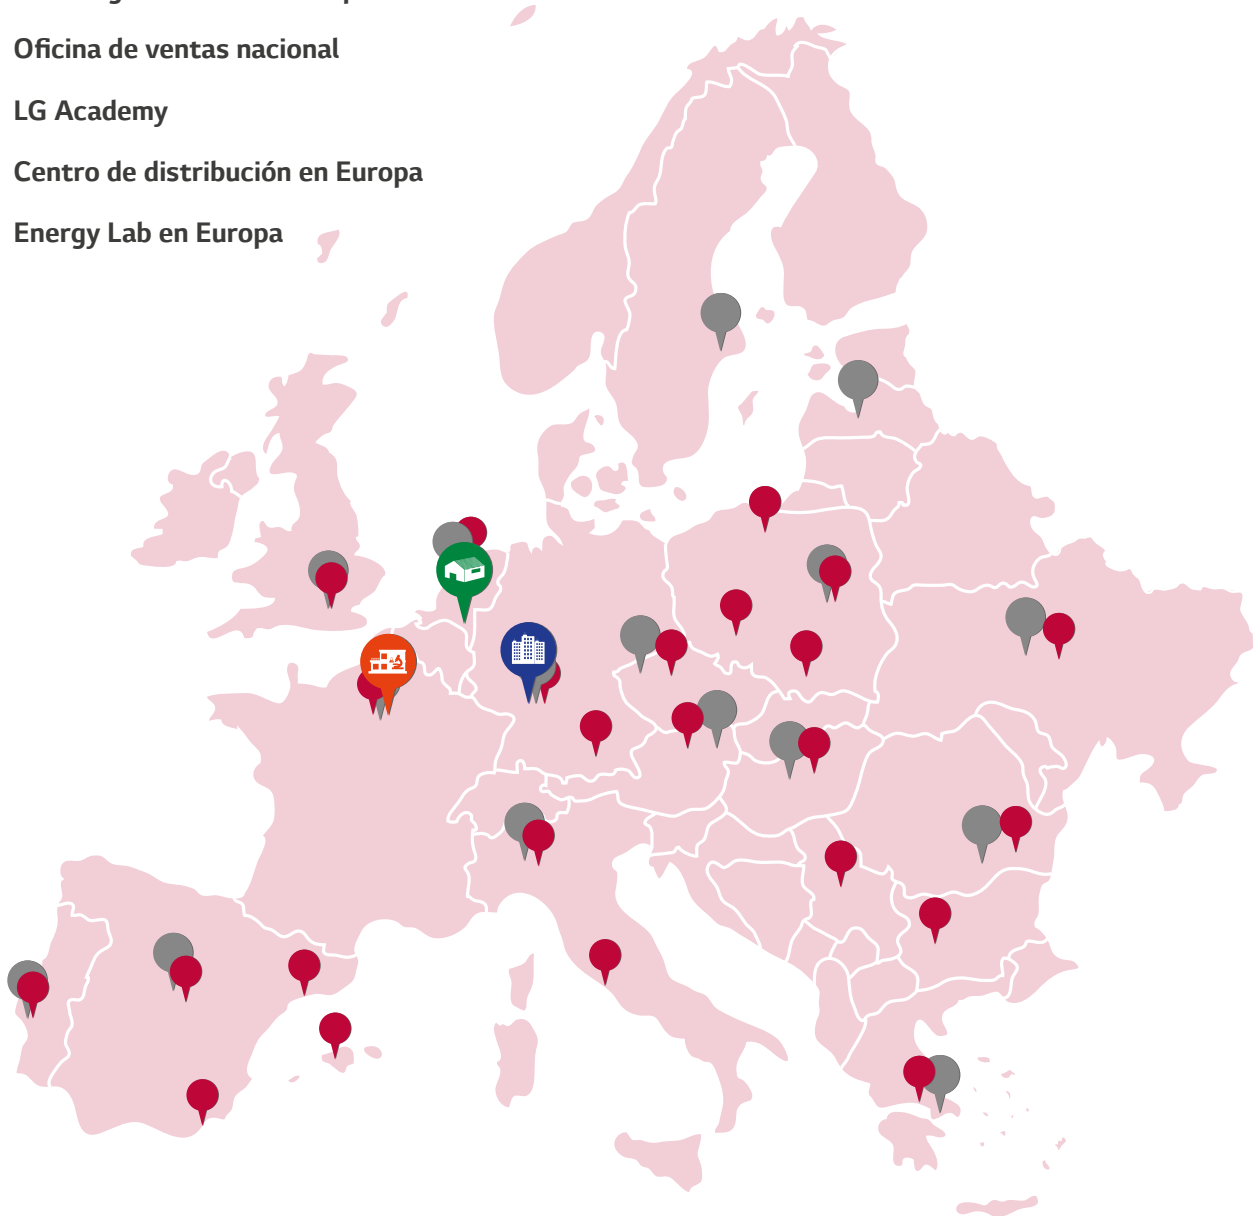 Oficina de ventas nacional
LG Academy
Centro de distribución en Europa
Energy Lab en Europa